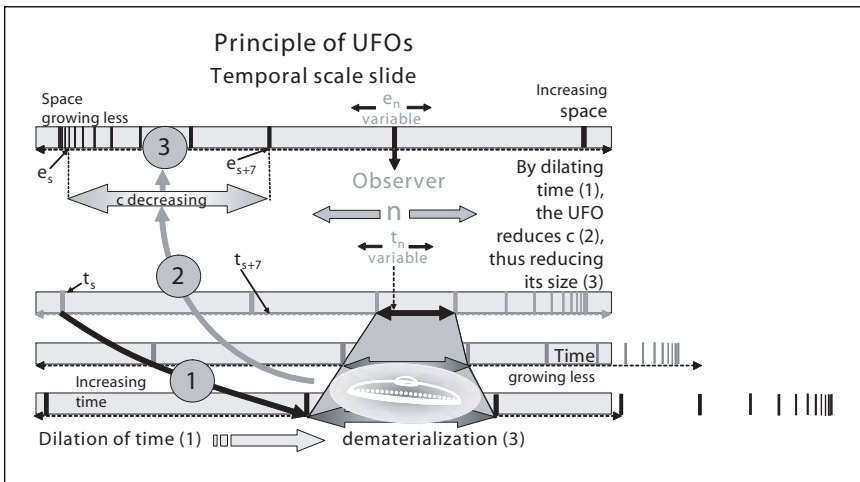 Principle of UFOs
Temporal scale slide
Space
growing less
e_n
variable
Increasing
space
3
e_s
e_{s+7}
c decreasing
Observer
n
t_n
variable
By dilating
time (1),
the UFO
reduces c (2),
thus reducing
its size (3)
2
t_s
t_{s+7}
Time
growing less
1
Increasing
time
Dilation of time (1)
dematerialization (3)